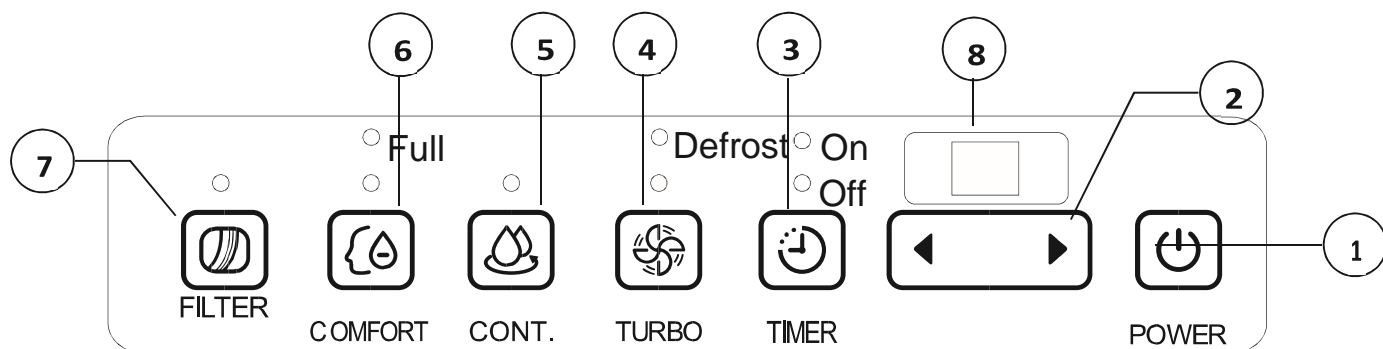 6 5 4 3 8
2
7
Full Defrost On
Off
1
FILTER
COMFORT CONT. TURBO TIMER POWER